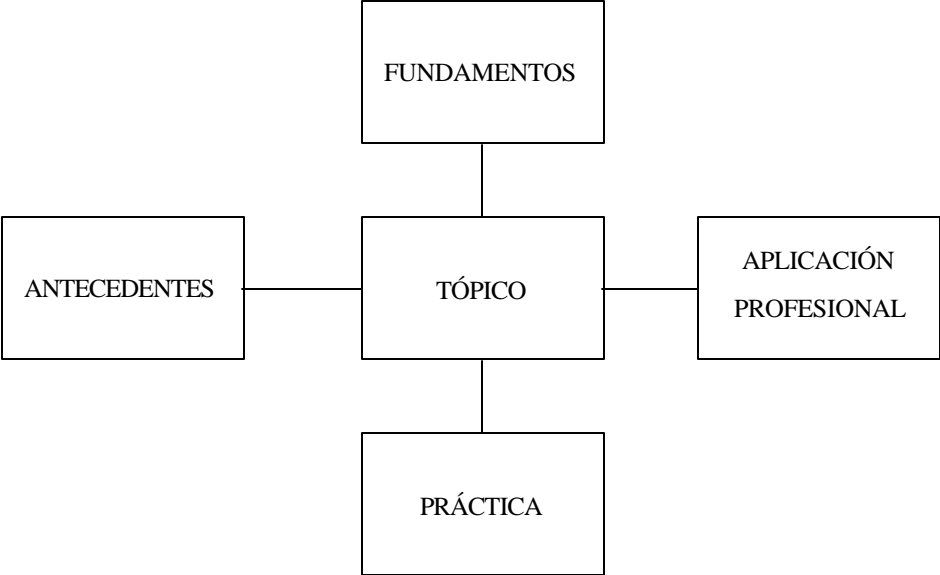 FUNDAMENTOS
ANTECEDENTES
TÓPICO
APLICACIÓN
PROFESIONAL
PRÁCTICA